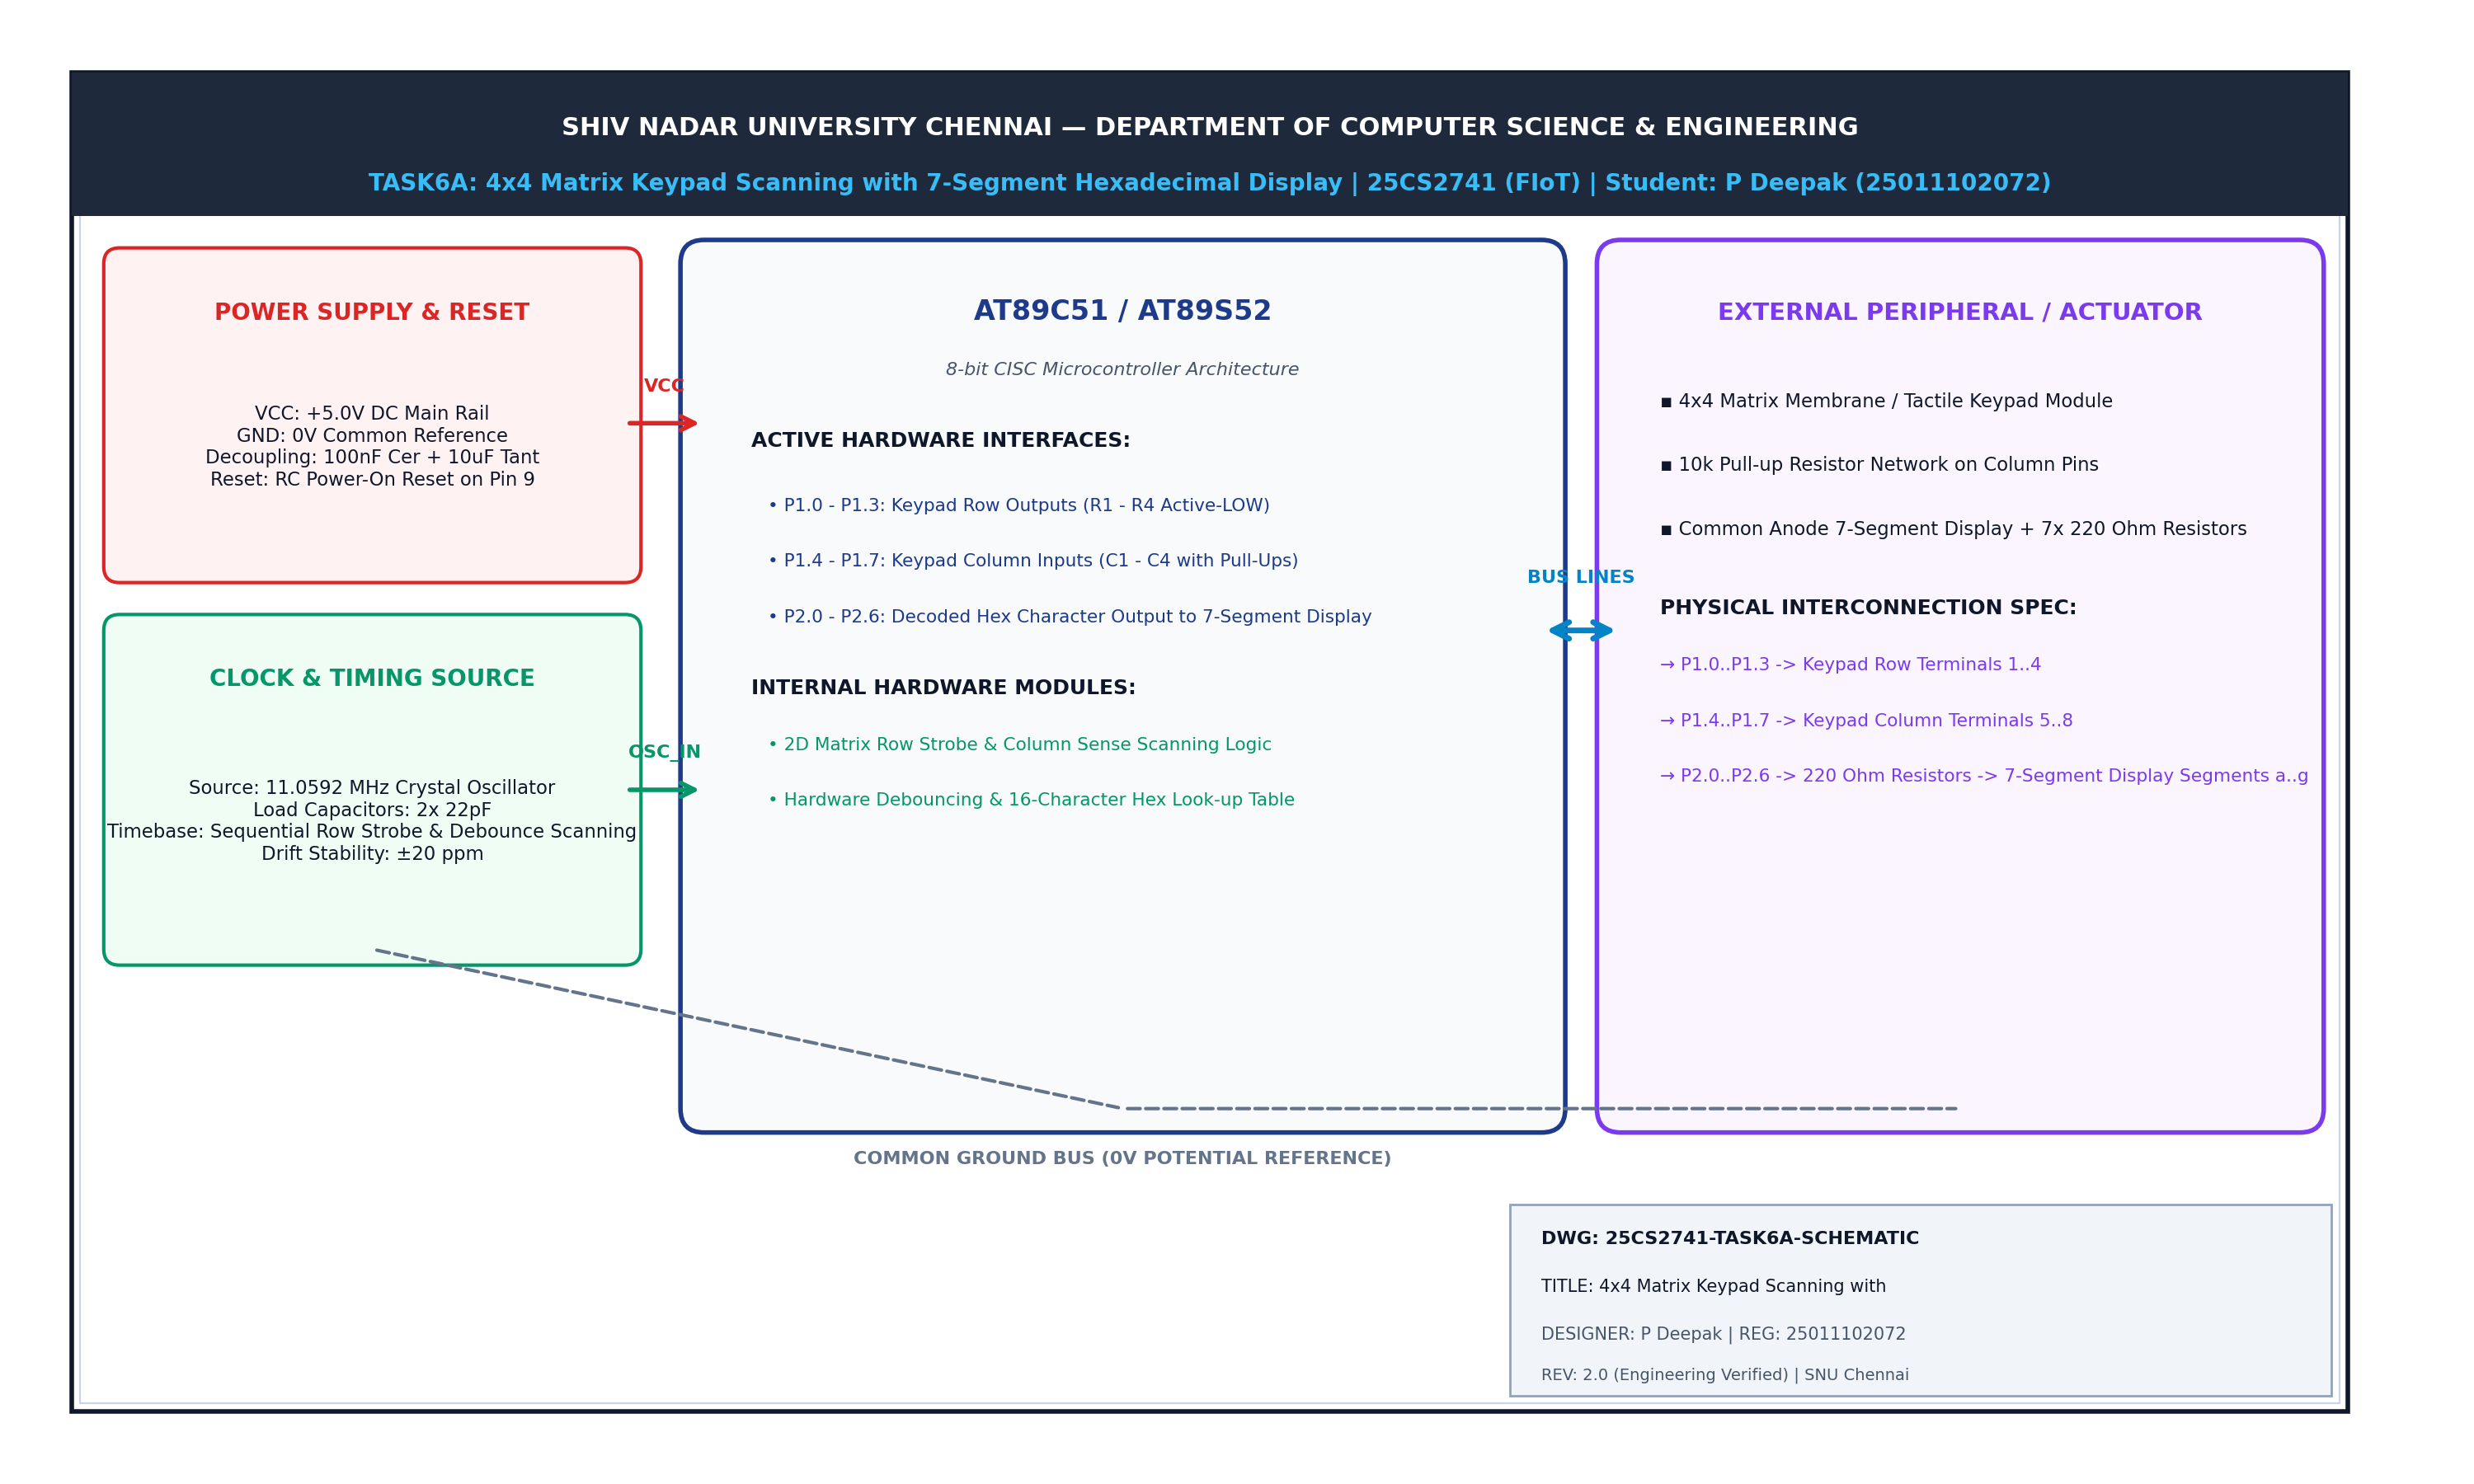 SHIV NADAR UNIVERSITY CHENNAI — DEPARTMENT OF COMPUTER SCIENCE & ENGINEERING
TASK6A: 4x4 Matrix Keypad Scanning with 7-Segment Hexadecimal Display | 25CS2741 (FIoT) | Student: P Deepak (25011102072)
POWER SUPPLY & RESET
VCC: +5.0V DC Main Rail
GND: 0V Common Reference
Decoupling: 100nF Cer + 10uF Tant
Reset: RC Power-On Reset on Pin 9
VCC
CLOCK & TIMING SOURCE
Source: 11.0592 MHz Crystal Oscillator
Load Capacitors: 2x 22pF
Timebase: Sequential Row Strobe & Debounce Scanning
Drift Stability: ±20 ppm
OSC_IN
AT89C51 / AT89S52
8-bit CISC Microcontroller Architecture
ACTIVE HARDWARE INTERFACES:
• P1.0 - P1.3: Keypad Row Outputs (R1 - R4 Active-LOW)
• P1.4 - P1.7: Keypad Column Inputs (C1 - C4 with Pull-Ups)
• P2.0 - P2.6: Decoded Hex Character Output to 7-Segment Display
INTERNAL HARDWARE MODULES:
• 2D Matrix Row Strobe & Column Sense Scanning Logic
• Hardware Debouncing & 16-Character Hex Look-up Table
BUS LINES
EXTERNAL PERIPHERAL / ACTUATOR
▪ 4x4 Matrix Membrane / Tactile Keypad Module
▪ 10k Pull-up Resistor Network on Column Pins
▪ Common Anode 7-Segment Display + 7x 220 Ohm Resistors
PHYSICAL INTERCONNECTION SPEC:
→ P1.0..P1.3 -> Keypad Row Terminals 1..4
→ P1.4..P1.7 -> Keypad Column Terminals 5..8
→ P2.0..P2.6 -> 220 Ohm Resistors -> 7-Segment Display Segments a..g
COMMON GROUND BUS (0V POTENTIAL REFERENCE)
DWG: 25CS2741-TASK6A-SCHEMATIC
TITLE: 4x4 Matrix Keypad Scanning with
DESIGNER: P Deepak | REG: 25011102072
REV: 2.0 (Engineering Verified) | SNU Chennai